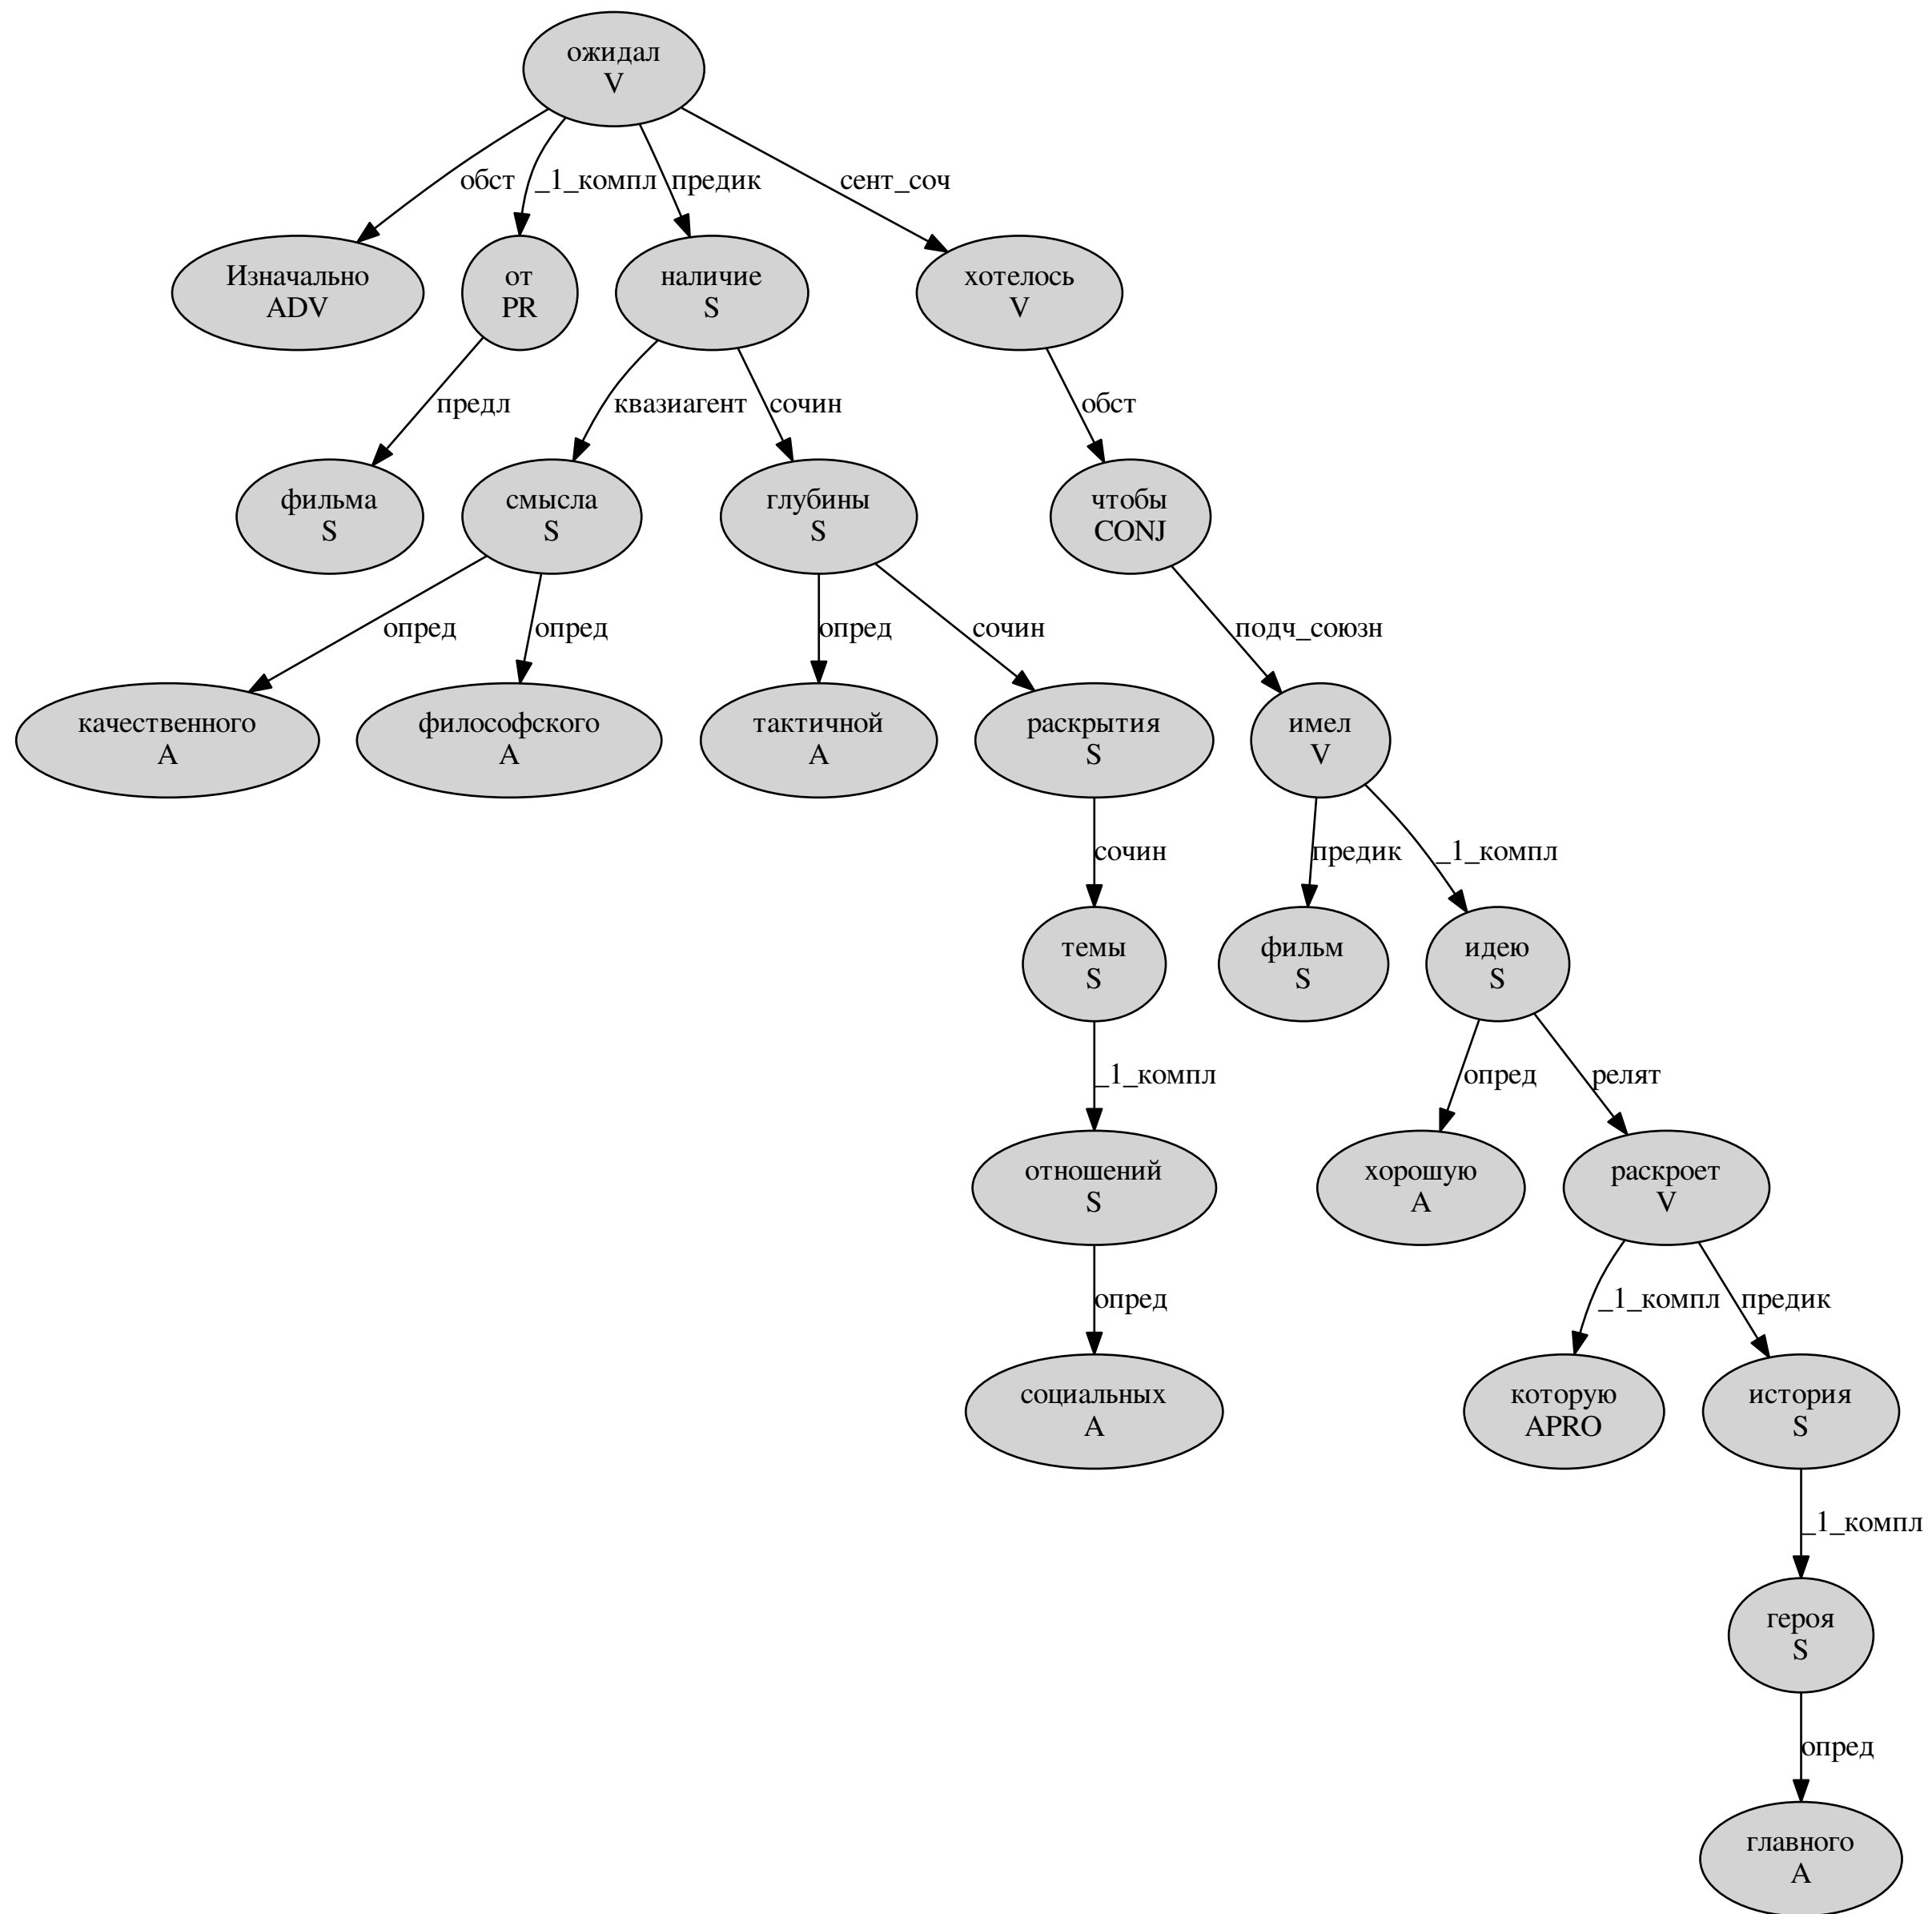 ожидал
V
обст
_1_компл
предик
сент_соч
Изначально
ADV
от
PR
наличие
S
хотелось
V
предл
квазиагент
сочин
обст
фильма
S
смысла
S
глубины
S
чтобы
CONJ
опред
опред
опред
сочин
подч_союзн
качественного
A
философского
A
тактичной
A
раскрытия
S
имел
V
сочин
предик
_1_компл
темы
S
фильм
S
идею
S
_1_компл
опред
релят
отношений
S
хорошую
A
раскроет
V
опред
_1_компл
предик
социальных
A
которую
APRO
история
S
_1_компл
героя
S
опред
главного
A